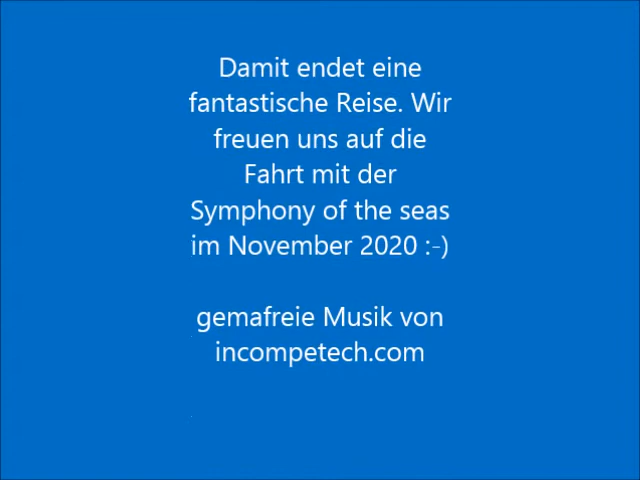 Damit endet eine
fantastische Reise. Wir
freuen uns auf die
Fahrt mit der
Symphony of the seas
im November 2020 :-)
gemafreie Musik von
incompetech.com